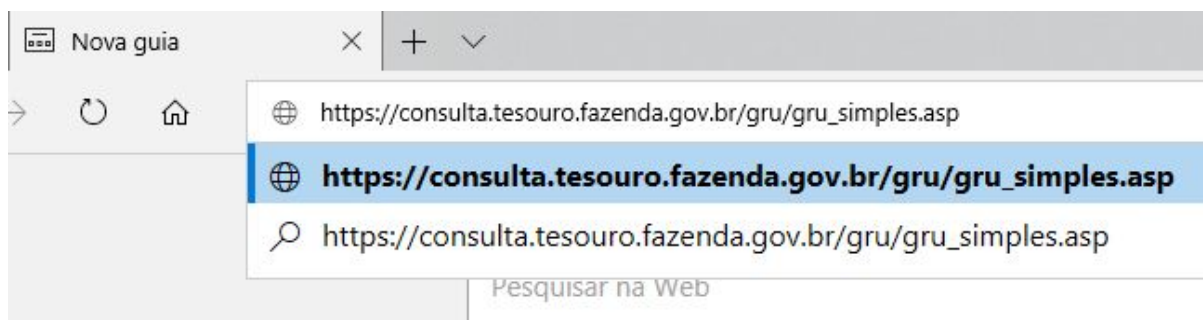 Nova guia
https://consulta.tesouro.fazenda.gov.br/gru/gru_simples.asp
https://consulta.tesouro.fazenda.gov.br/gru/gru_simples.asp
https://consulta.tesouro.fazenda.gov.br/gru/gru_simples.asp
Pesquisar na Web